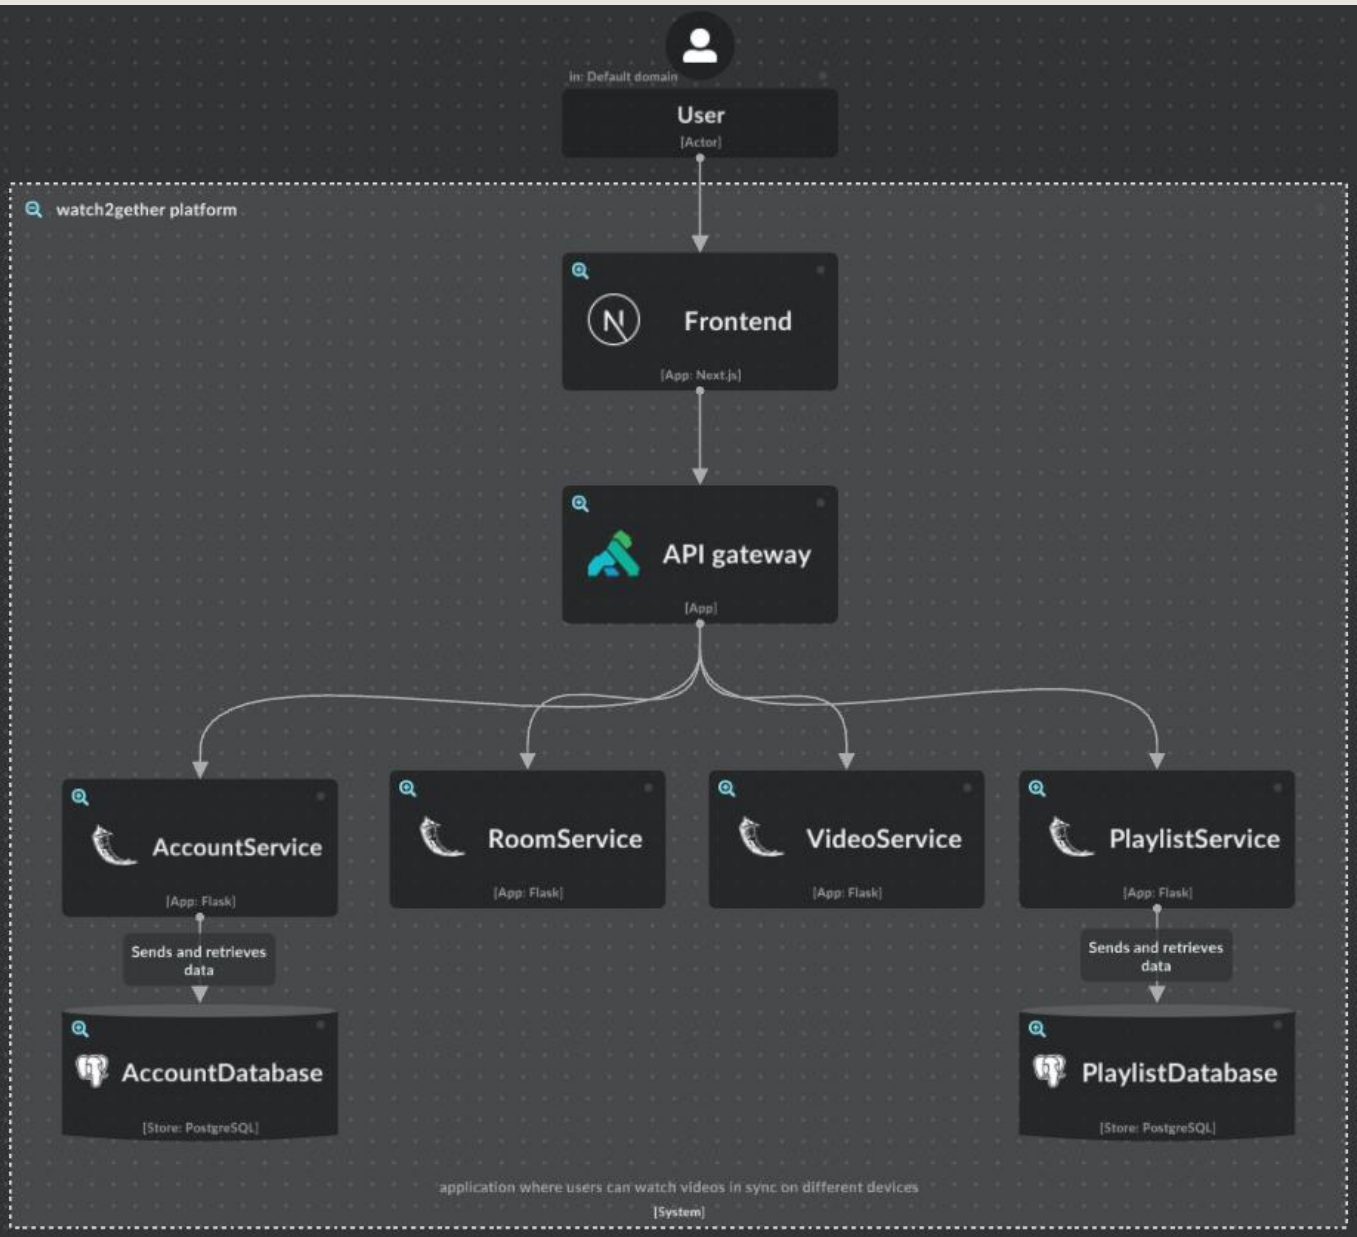 in: Default domain
User
[Actor]
watch2gether platform
Frontend
[App: Next.js]
API gateway
[App]
AccountService
[App: Flask]
RoomService
[App: Flask]
VideoService
[App: Flask]
PlaylistService
[App: Flask]
Sends and retrieves
data
Sends and retrieves
data
AccountDatabase
[Store: PostgreSQL]
PlaylistDatabase
[Store: PostgreSQL]
application where users can watch videos in sync on different devices
[System]